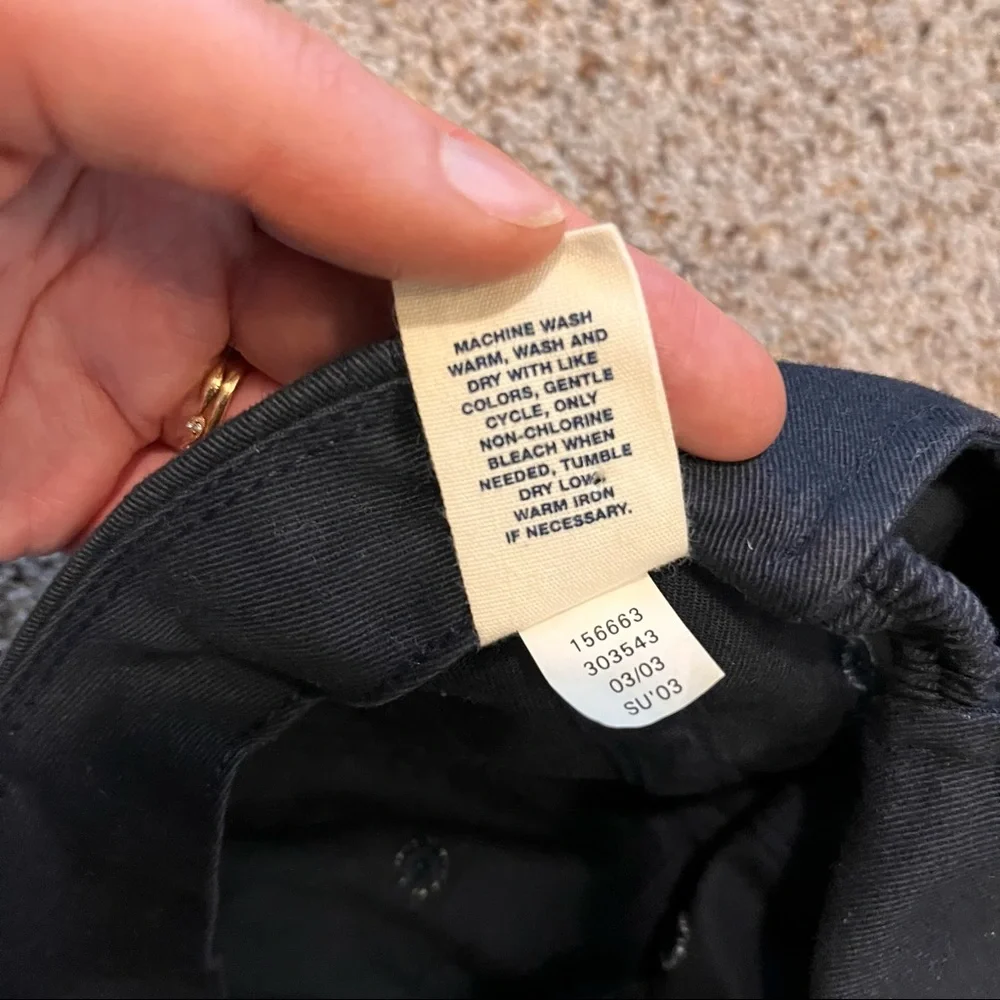 MACHINE WASH
WARM, WASH AND
DRY WITH LIKE
COLORS, GENTLE
CYCLE, ONLY
NON-CHLORINE
BLEACH WHEN
NEEDED, TUMBLE
DRY LOW,
WARM IRON
IF NECESSARY.
156663
303543
03/03
SU'03